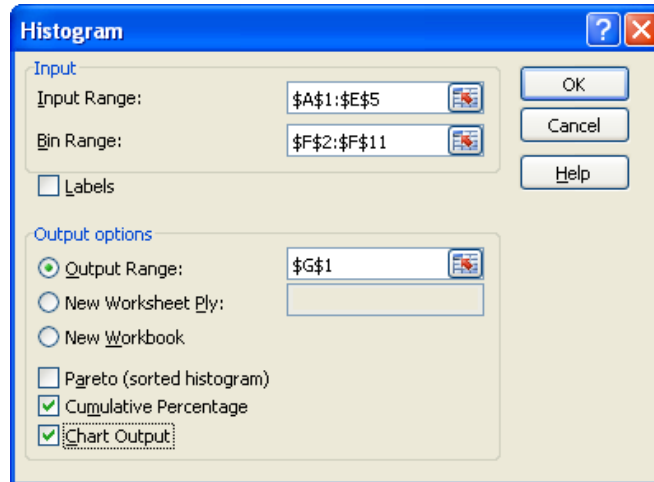 Histogram
Input
Input Range: $A$1:$E$5
Bin Range: $F$2:$F$11
Labels
OK
Cancel
Help
Output options
Output Range: $G$1
New Worksheet Ply:
New Workbook
Pareto (sorted histogram)
Cumulative Percentage
Chart Output